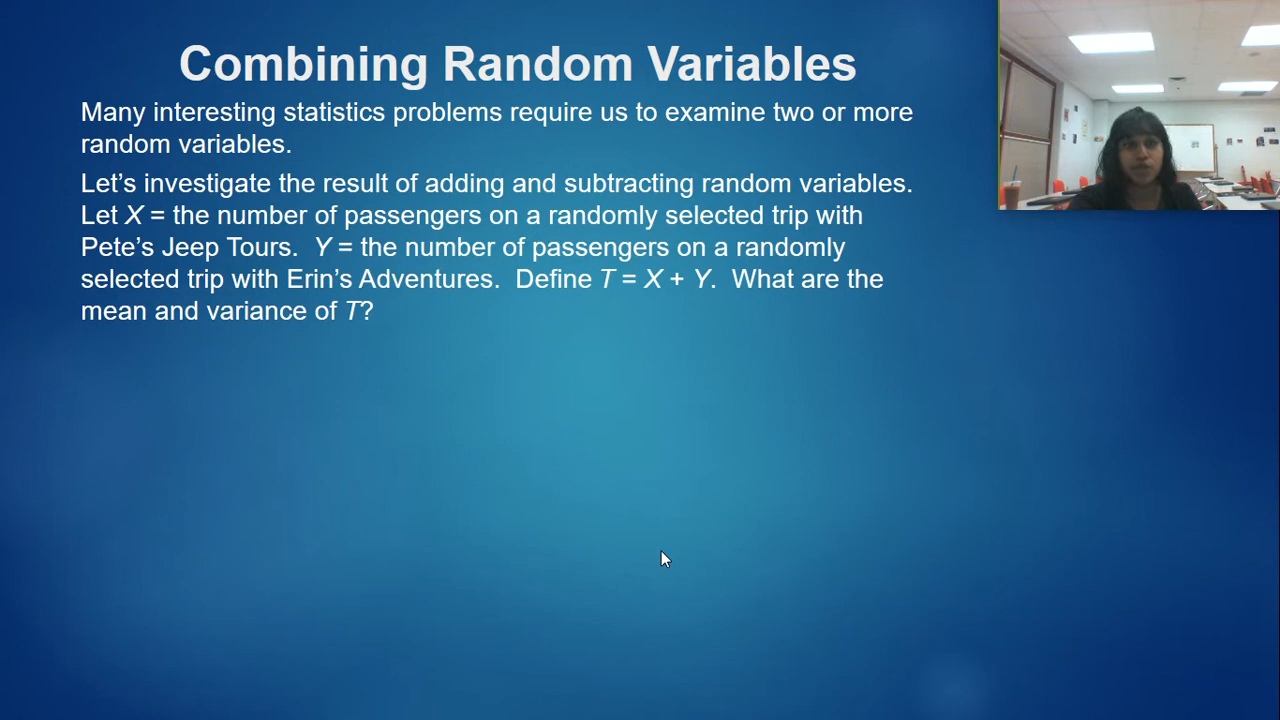 Combining Random Variables
Many interesting statistics problems require us to examine two or more
random variables.
Let’s investigate the result of adding and subtracting random variables.
Let X = the number of passengers on a randomly selected trip with
Pete’s Jeep Tours.  Y = the number of passengers on a randomly
selected trip with Erin’s Adventures.  Define T = X + Y.  What are the
mean and variance of T?